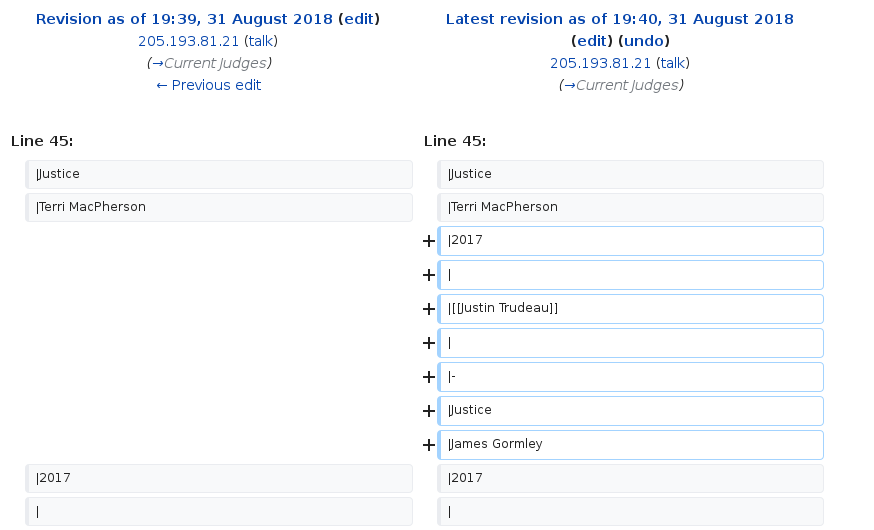 Revision as of 19:39, 31 August 2018 (edit)
205.193.81.21 (talk)
(→Current Judges)
← Previous edit
Latest revision as of 19:40, 31 August 2018
(edit) (undo)
205.193.81.21 (talk)
(→Current Judges)
Line 45:
Line 45:
|Justice
|Justice
|Terri MacPherson
|Terri MacPherson
+ |2017
+ |
+ |[[Justin Trudeau]]
+ |
+ |-
+ |Justice
+ |James Gormley
|2017
|2017
|
|